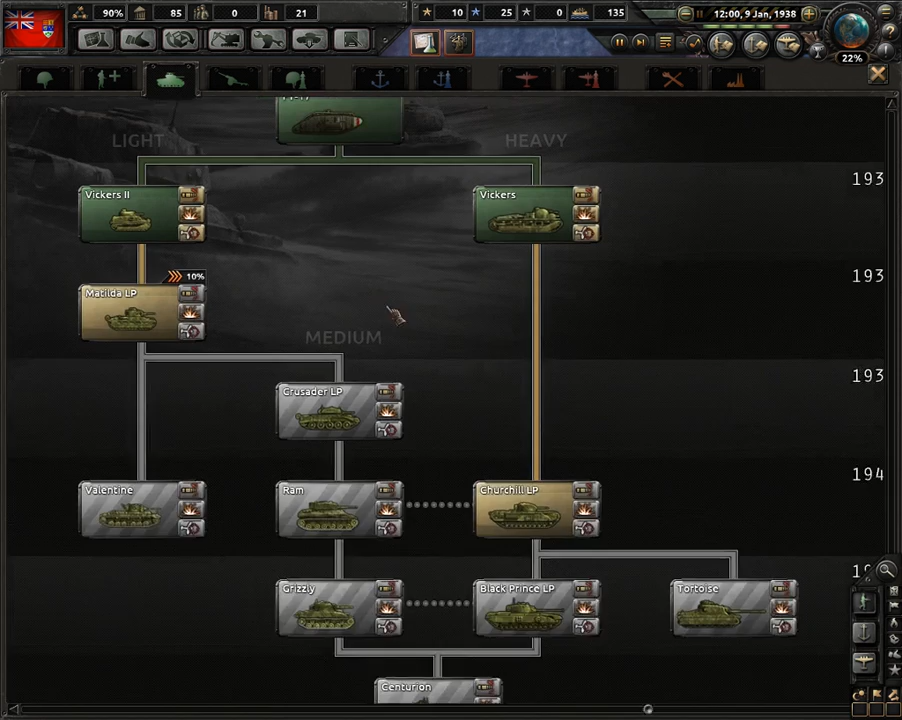 90%
85
0
21
10
25
0
135
12:00, 9 Jan, 1938
22%
LIGHT
HEAVY
193
Vickers II
Vickers
10%
193
Matilda LP
MEDIUM
193
Crusader LP
194
Valentine
Ram
Churchill LP
Grizzly
Black Prince LP
Tortoise
Centurion